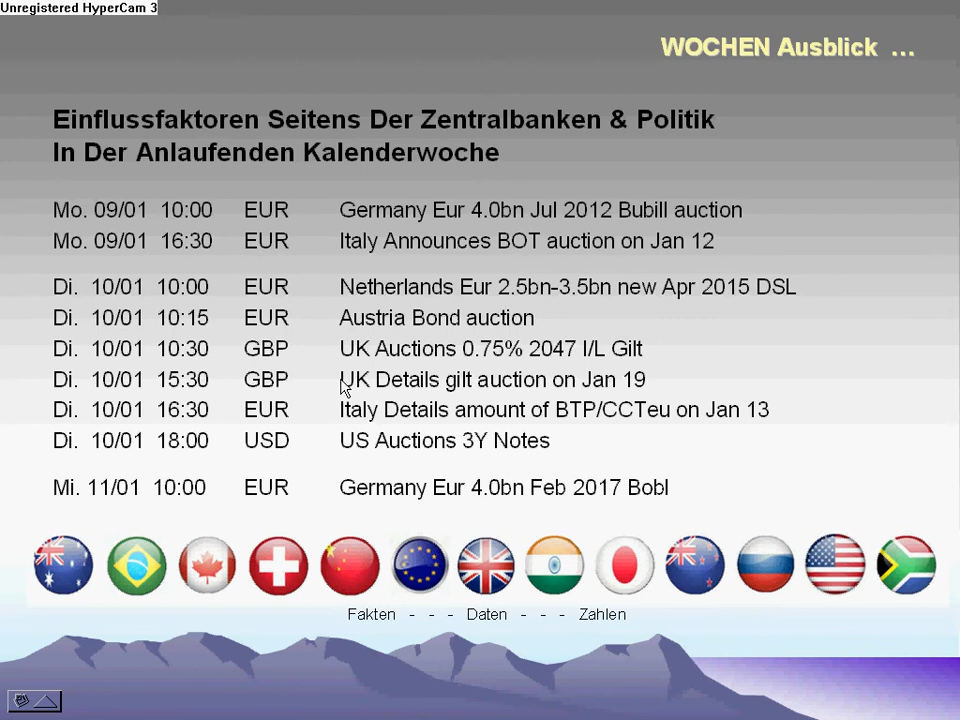 Unregistered HyperCam 3
WOCHEN Ausblick ...
Einflussfaktoren Seitens Der Zentralbanken & Politik
In Der Anlaufenden Kalenderwoche
Mo. 09/01 10:00 EUR Germany Eur 4.0bn Jul 2012 Bubill auction
Mo. 09/01 16:30 EUR Italy Announces BOT auction on Jan 12
Di. 10/01 10:00 EUR Netherlands Eur 2.5bn-3.5bn new Apr 2015 DSL
Di. 10/01 10:15 EUR Austria Bond auction
Di. 10/01 10:30 GBP UK Auctions 0.75% 2047 I/L Gilt
Di. 10/01 15:30 GBP UK Details gilt auction on Jan 19
Di. 10/01 16:30 EUR Italy Details amount of BTP/CCTeu on Jan 13
Di. 10/01 18:00 USD US Auctions 3Y Notes
Mi. 11/01 10:00 EUR Germany Eur 4.0bn Feb 2017 Bobl
Fakten - - - Daten - - - Zahlen